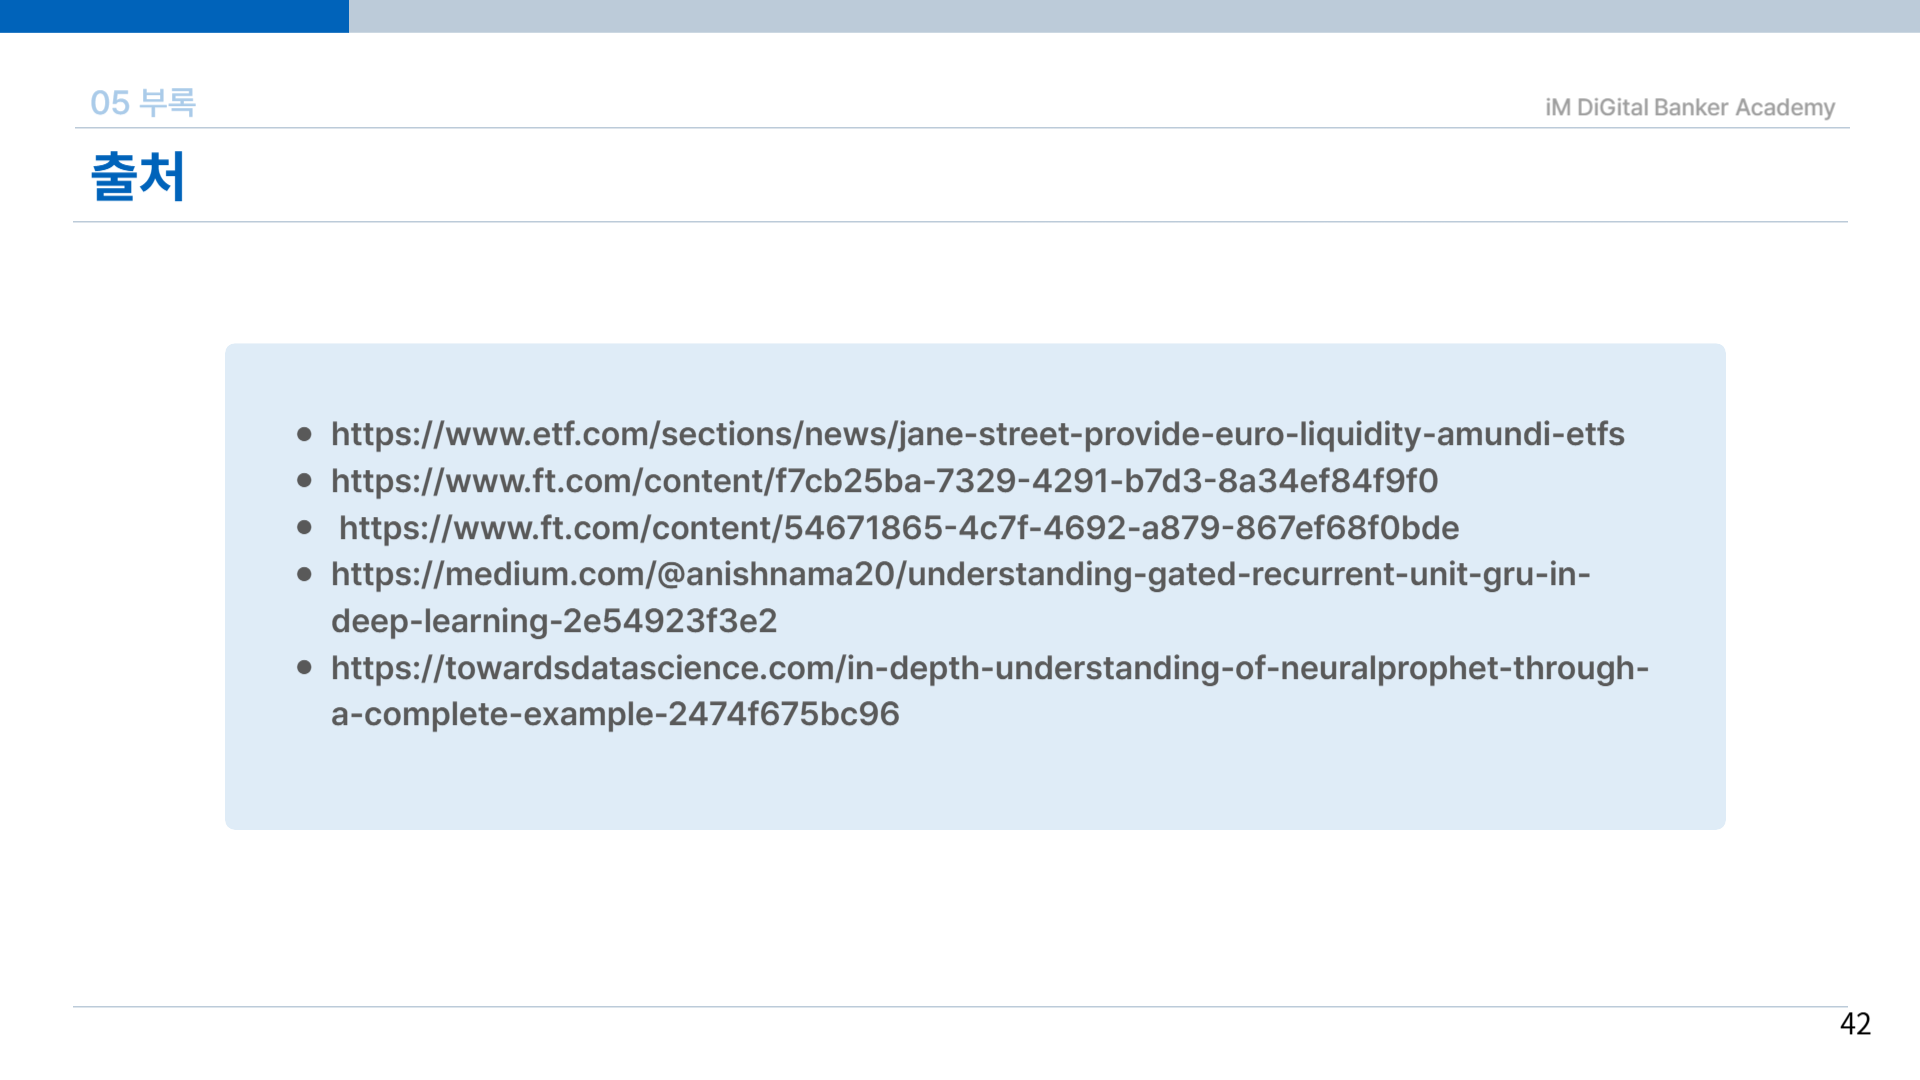 05 부록
iM DiGital Banker Academy
출처
• https://www.etf.com/sections/news/jane-street-provide-euro-liquidity-amundi-etfs
• https://www.ft.com/content/f7cb25ba-7329-4291-b7d3-8a34ef84f9f0
• https://www.ft.com/content/54671865-4c7f-4692-a879-867ef68f0bde
• https://medium.com/@anishnama20/understanding-gated-recurrent-unit-gru-in-
deep-learning-2e54923f3e2
• https://towardsdatascience.com/in-depth-understanding-of-neuralprophet-through-
a-complete-example-2474f675bc96
42